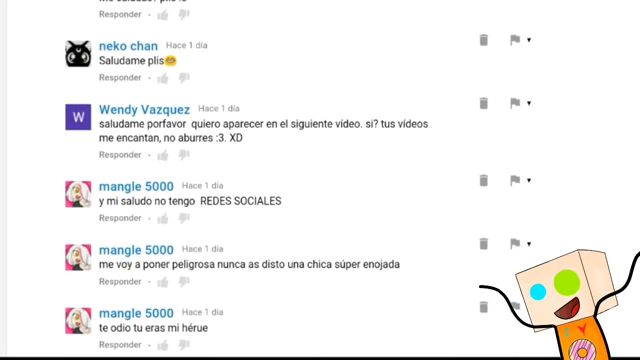 Responder
neko chan Hace 1 día
Saludame plis😁
Responder
W
Wendy Vazquez Hace 1 día
saludame porfavor quiero aparecer en el siguiente vídeo. si? tus vídeos
me encantan, no aburres :3. XD
Responder
mangle 5000 Hace 1 día
y mi saludo no tengo REDES SOCIALES
Responder
mangle 5000 Hace 1 día
me voy a poner peligrosa nunca as disto una chica súper enojada
Responder
mangle 5000 Hace 1 día
te odio tu eras mi hérue
Responder